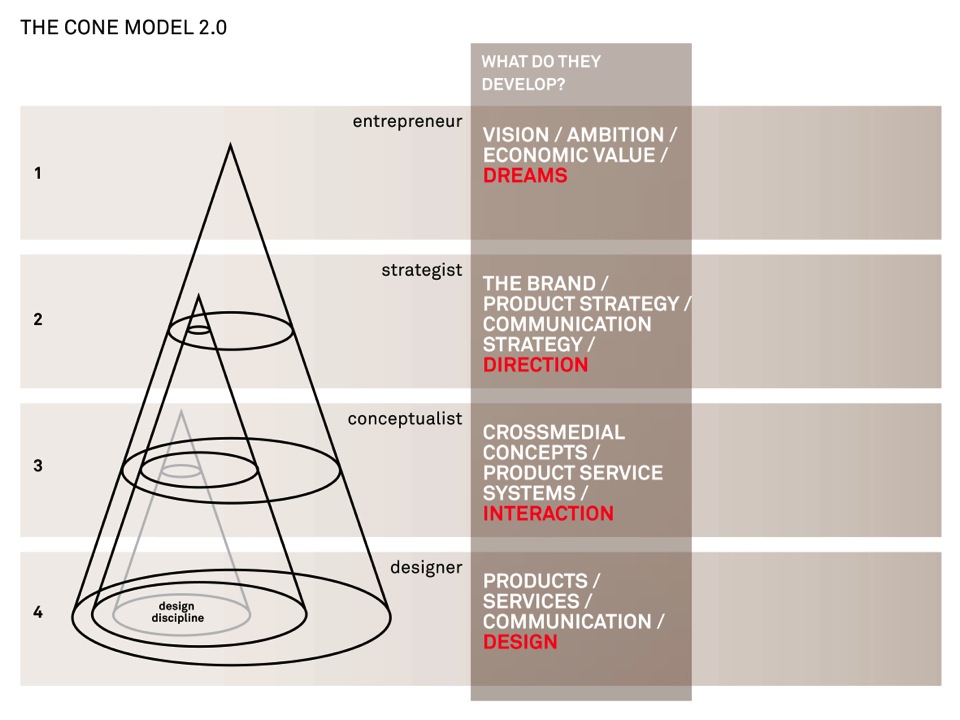 THE CONE MODEL 2.0
WHAT DO THEY
DEVELOP?
1
entrepreneur
VISION / AMBITION /
ECONOMIC VALUE /
DREAMS
2
strategist
THE BRAND /
PRODUCT STRATEGY /
COMMUNICATION
STRATEGY /
DIRECTION
3
conceptualist
CROSSMEDIAL
CONCEPTS /
PRODUCT SERVICE
SYSTEMS /
INTERACTION
4
designer
design
discipline
PRODUCTS /
SERVICES /
COMMUNICATION /
DESIGN